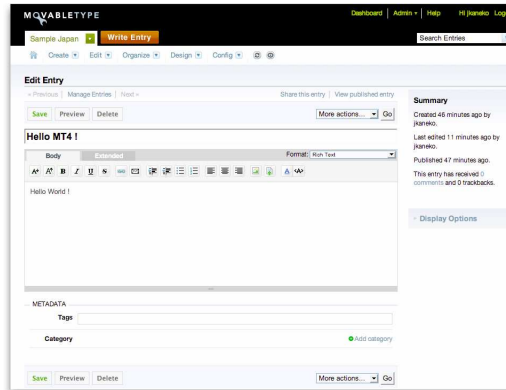 MOVABLETYPE
Dashboard | Admin | Help Hi jkaneko Log
Sample Japan Write Entry Search Entries
Create Edit Organize Design Config
Edit Entry
« Previous | Manage Entries | Next » Share this entry | View published entry
Save Preview Delete More actions... Go
Hello MT4 !
Body Extended Format: Rich Text
Hello World !
METADATA
Tags
Category Add category
Save Preview Delete More actions... Go
Summary
Created 46 minutes ago by
jkaneko.
Last edited 11 minutes ago by
jkaneko.
Published 47 minutes ago.
This entry has received 0
comments and 0 trackbacks.
Display Options